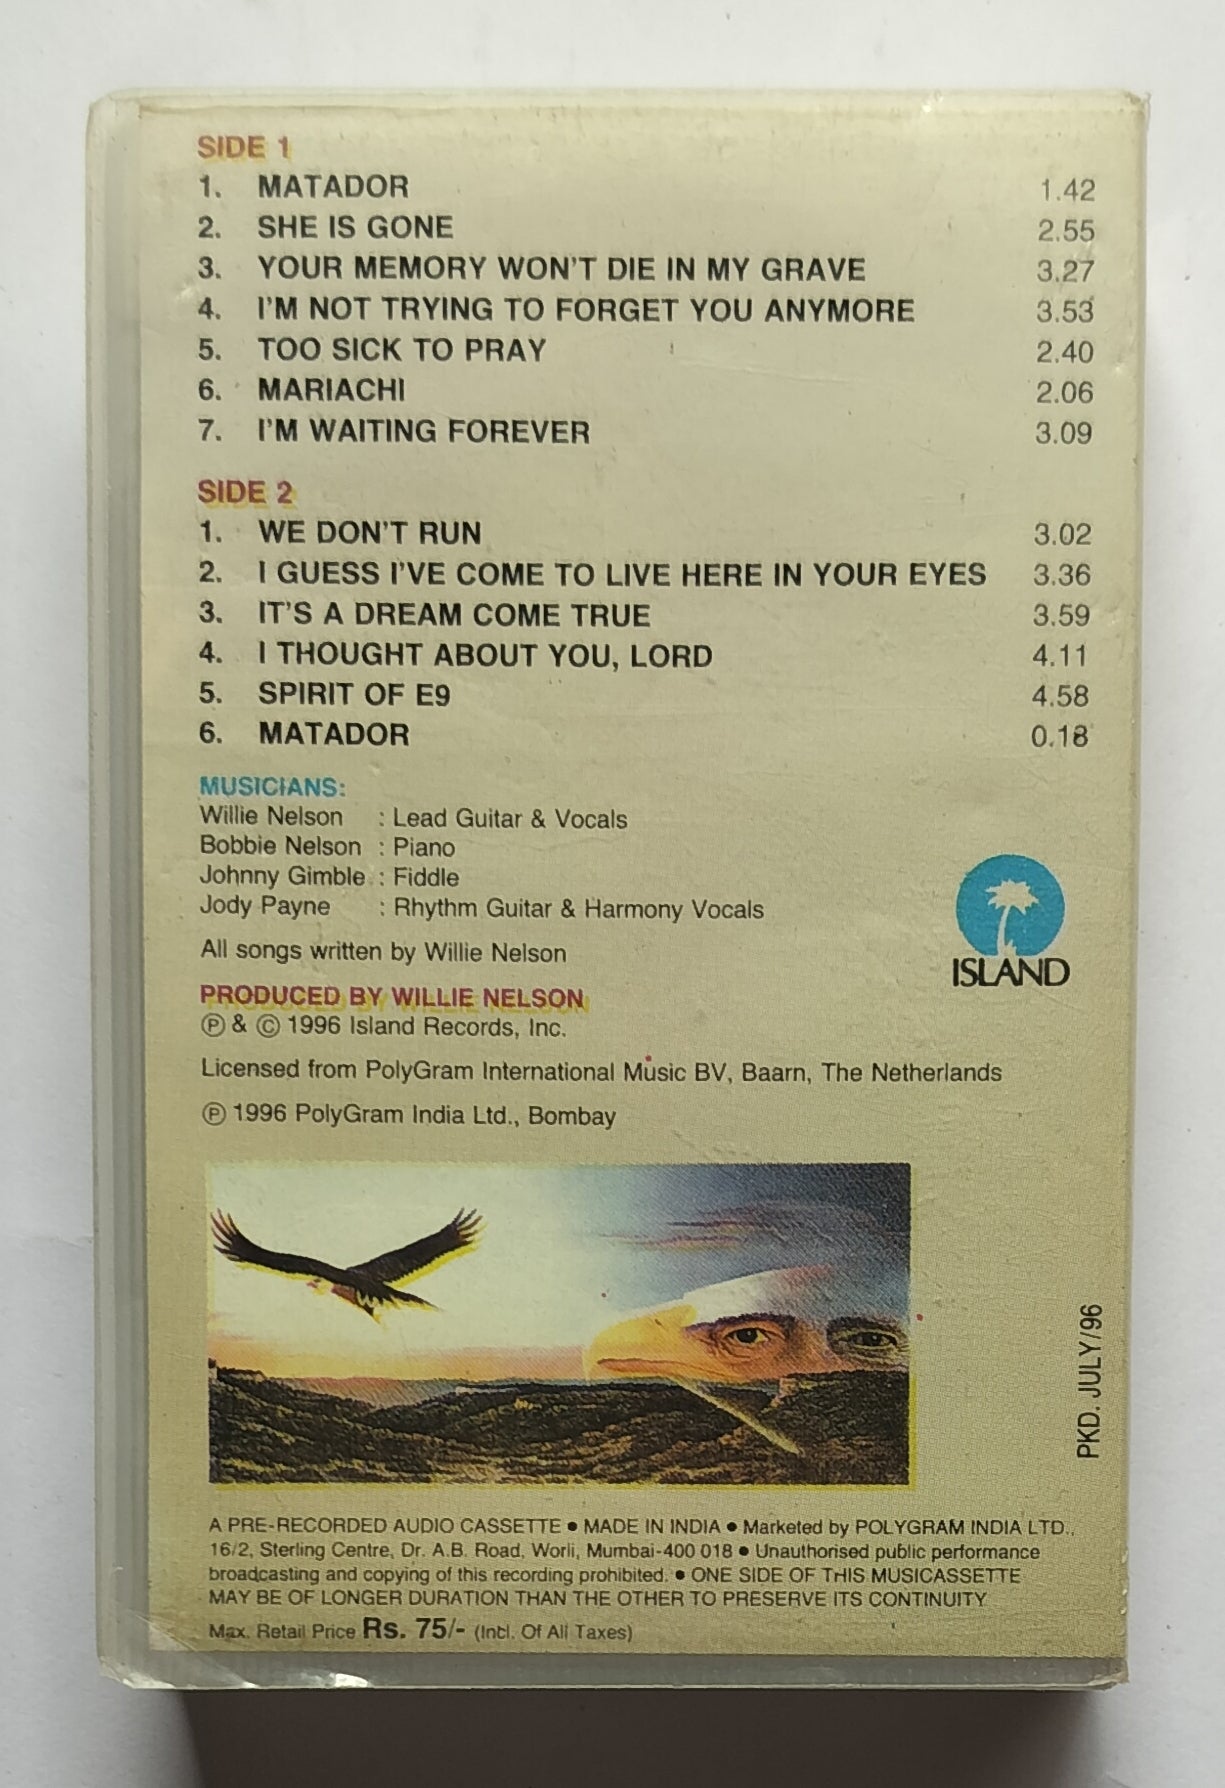 SIDE 1
1. MATADOR 1.42
2. SHE IS GONE 2.55
3. YOUR MEMORY WON'T DIE IN MY GRAVE 3.27
4. I'M NOT TRYING TO FORGET YOU ANYMORE 3.53
5. TOO SICK TO PRAY 2.40
6. MARIACHI 2.06
7. I'M WAITING FOREVER 3.09
SIDE 2
1. WE DON'T RUN 3.02
2. I GUESS I'VE COME TO LIVE HERE IN YOUR EYES 3.36
3. IT'S A DREAM COME TRUE 3.59
4. I THOUGHT ABOUT YOU, LORD 4.11
5. SPIRIT OF E9 4.58
6. MATADOR 0.18
MUSICIANS:
Willie Nelson : Lead Guitar & Vocals
Bobbie Nelson : Piano
Johnny Gimble : Fiddle
Jody Payne : Rhythm Guitar & Harmony Vocals
All songs written by Willie Nelson
ISLAND
PRODUCED BY WILLIE NELSON
℗ & © 1996 Island Records, Inc.
Licensed from PolyGram International Music BV, Baarn, The Netherlands
℗ 1996 PolyGram India Ltd., Bombay
PKD. JULY/96
A PRE-RECORDED AUDIO CASSETTE ● MADE IN INDIA ● Marketed by POLYGRAM INDIA LTD.,
16/2, Sterling Centre, Dr. A.B. Road, Worli, Mumbai-400 018 ● Unauthorised public performance
broadcasting and copying of this recording prohibited. ● ONE SIDE OF THIS MUSICASSETTE
MAY BE OF LONGER DURATION THAN THE OTHER TO PRESERVE ITS CONTINUITY
Max. Retail Price Rs. 75/- (Incl. Of All Taxes)